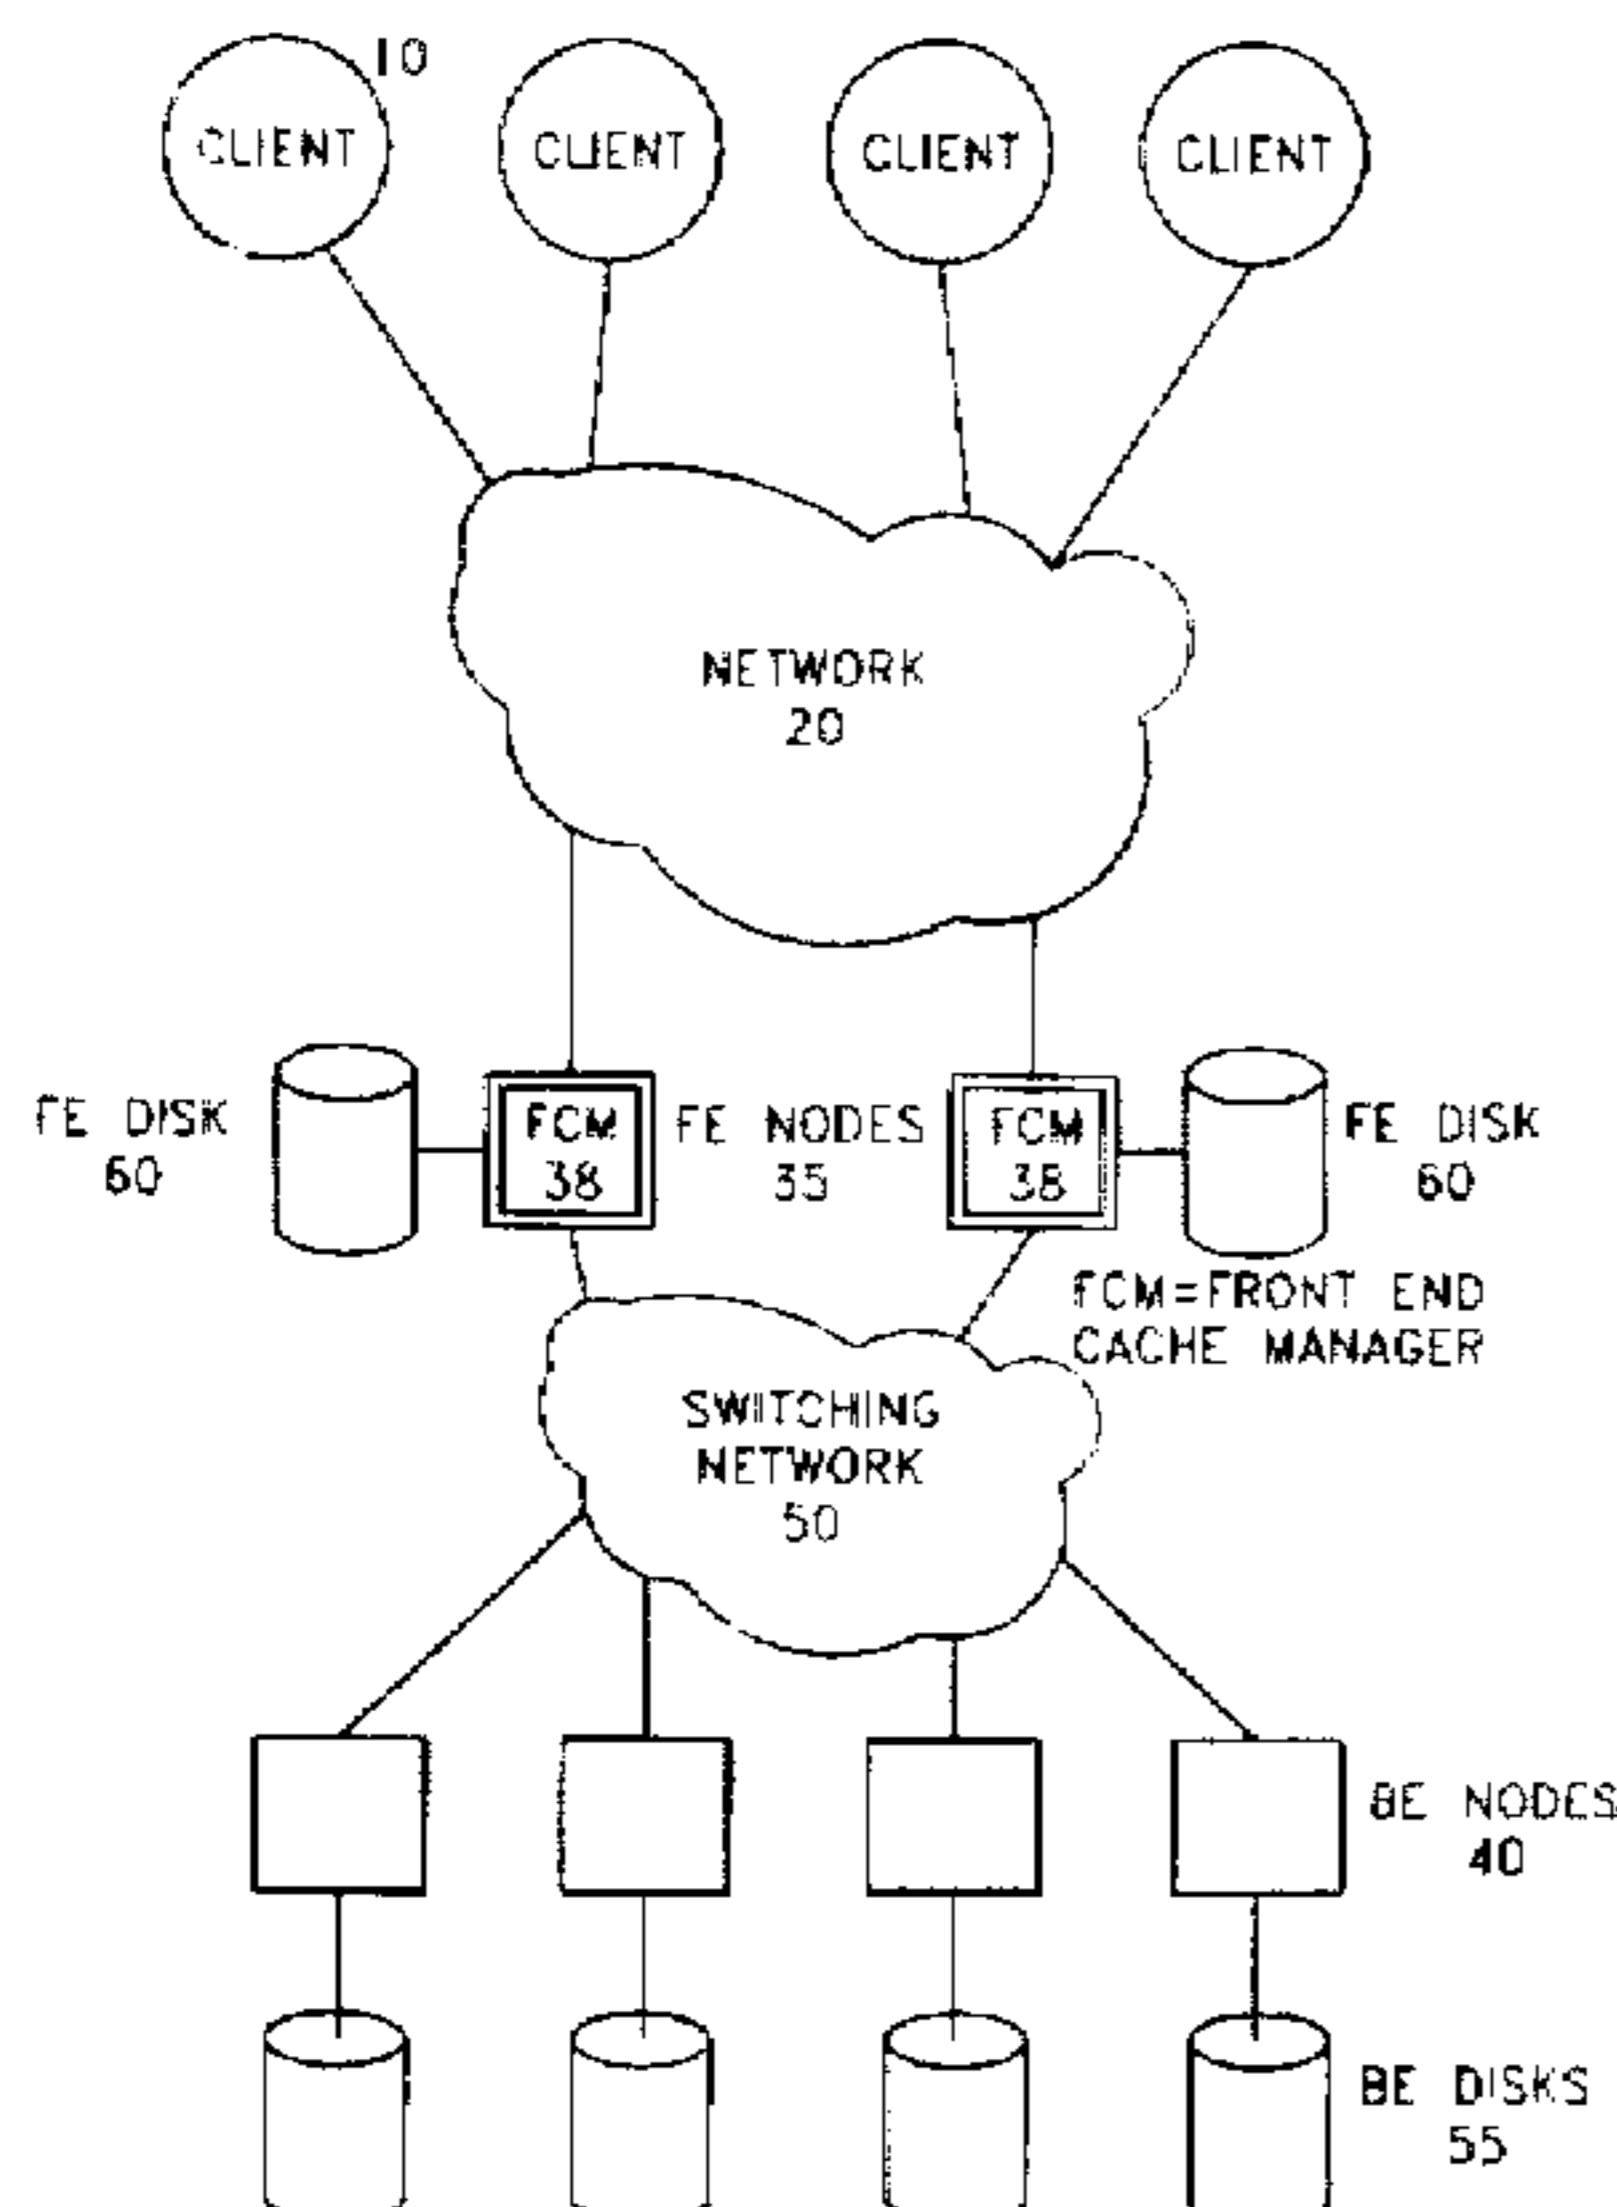 10
CLIENT CLIENT CLIENT CLIENT
NETWORK
20
FE DISK
60
FCM
38
FE NODES
35
FCM
38
FE DISK
60
FCM=FRONT END
CACHE MANAGER
SWITCHING
NETWORK
50
BE NODES
40
BE DISKS
55